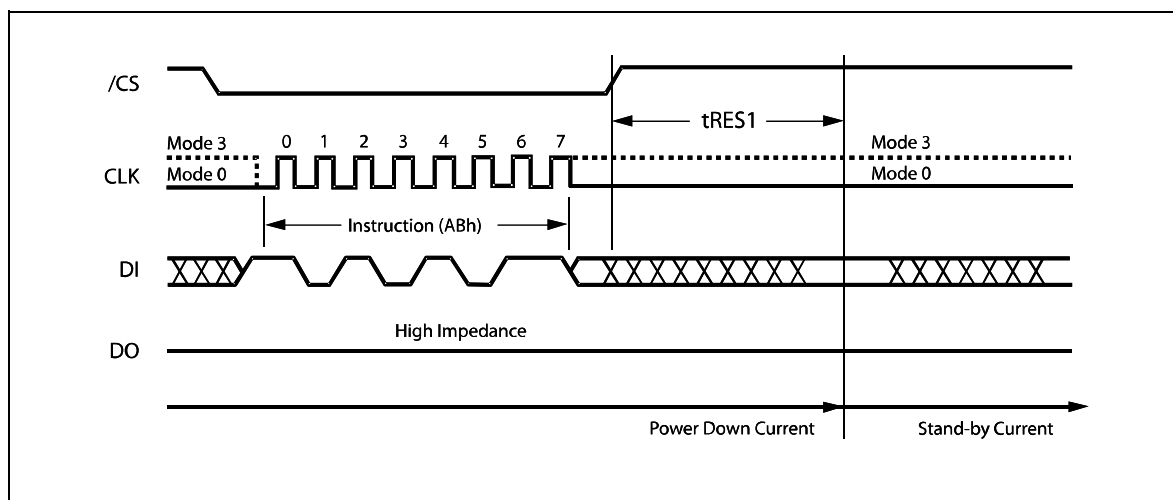 /CS
tRES1
Mode 3 0 1 2 3 4 5 6 7 Mode 3
CLK Mode 0 Mode 0
Instruction (ABh)
DI
High Impedance
DO
Power Down Current Stand-by Current